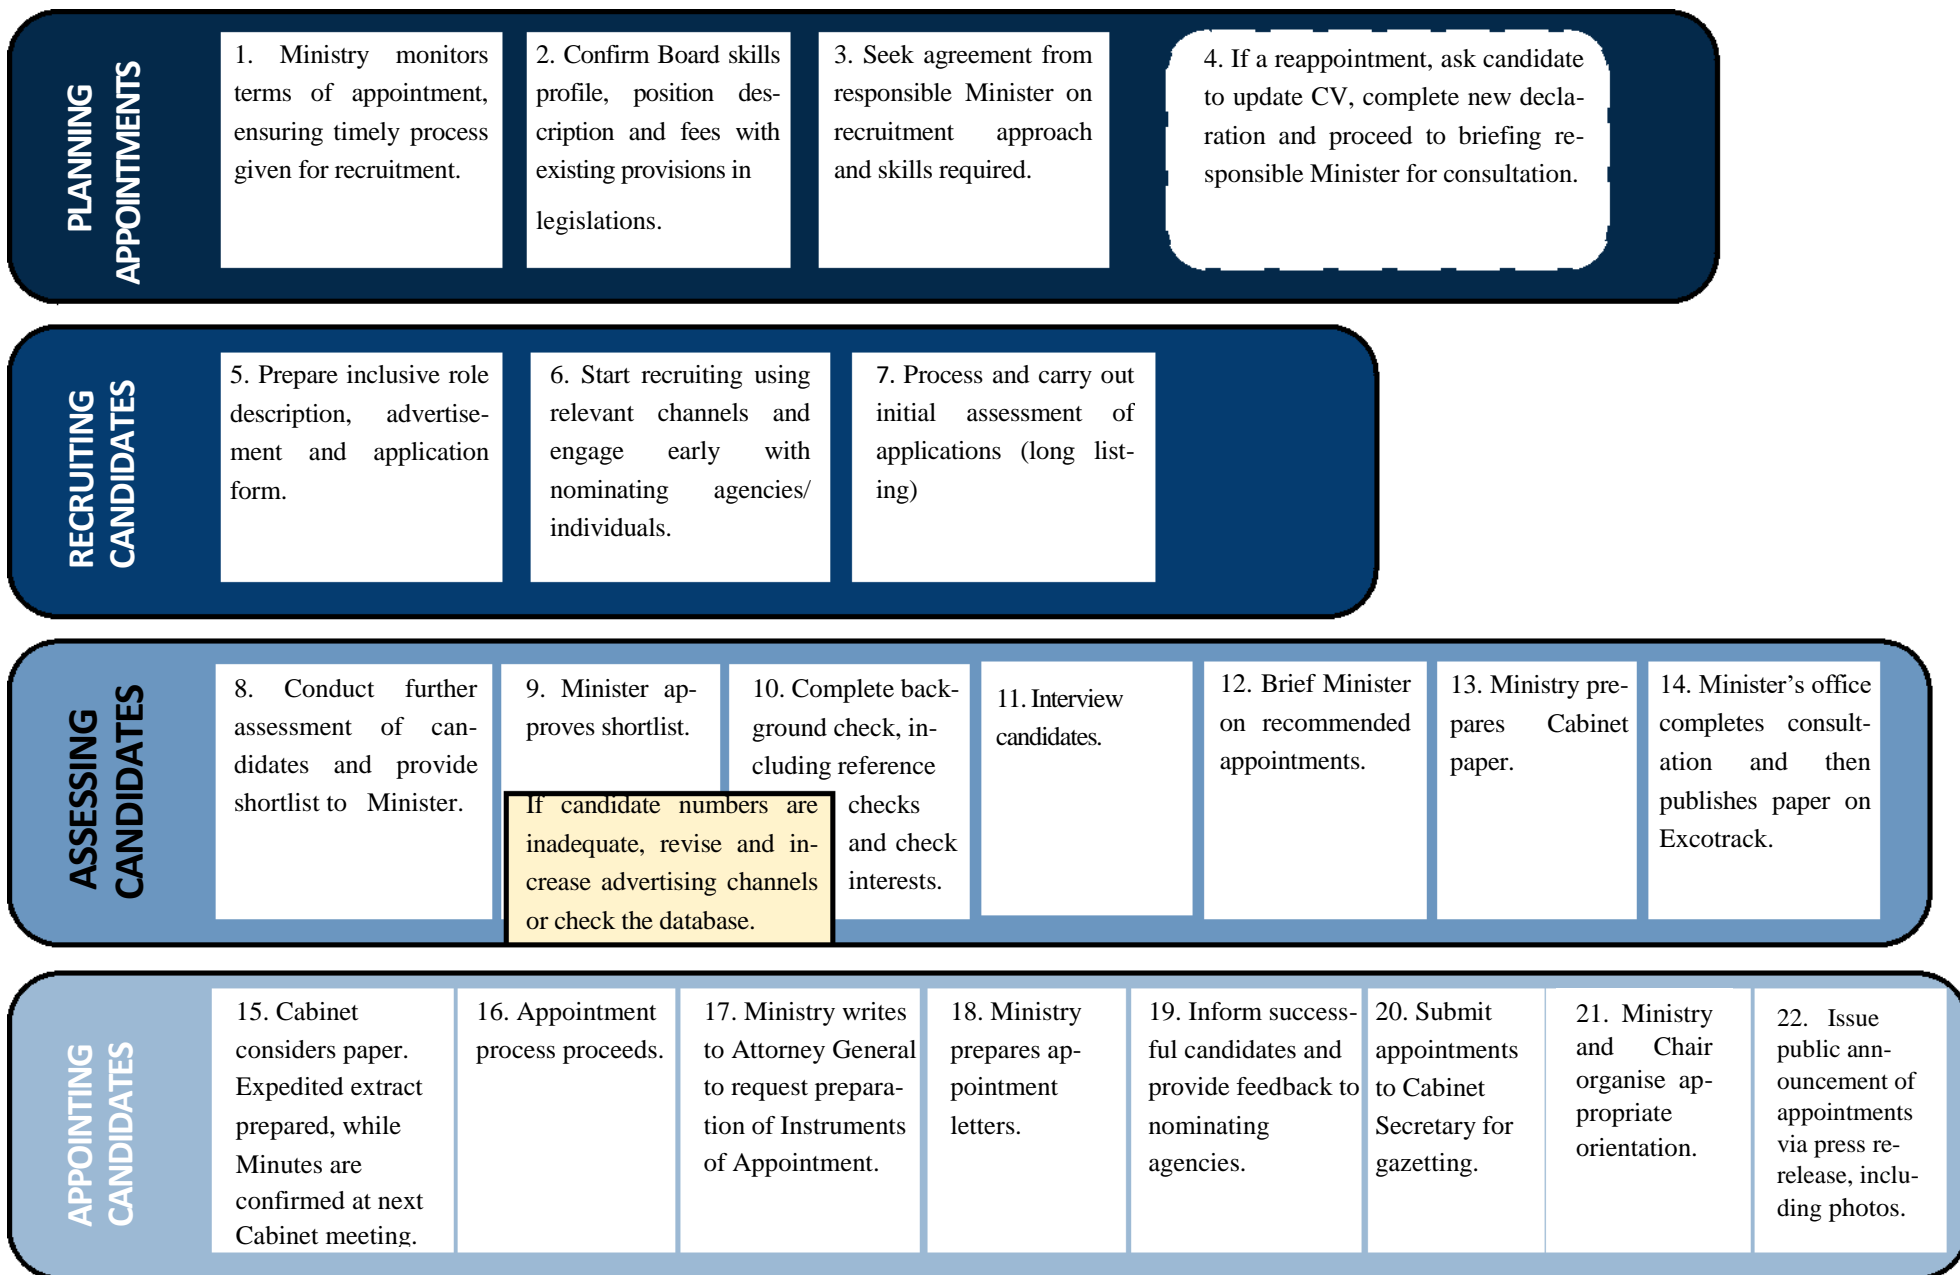 PLANNING
APPOINTMENTS
1. Ministry monitors
terms of appointment,
ensuring timely process
given for recruitment.
2. Confirm Board skills
profile, position des-
cription and fees with
existing provisions in
legislations.
3. Seek agreement from
responsible Minister on
recruitment approach
and skills required.
4. If a reappointment, ask candidate
to update CV, complete new decla-
ration and proceed to briefing re-
sponsible Minister for consultation.
RECRUITING
CANDIDATES
5. Prepare inclusive role
description, advertise-
ment and application
form.
6. Start recruiting using
relevant channels and
engage early with
nominating agencies/
individuals.
7. Process and carry out
initial assessment of
applications (long list-
ing)
ASSESSING
CANDIDATES
8. Conduct further
assessment of can-
didates and provide
shortlist to Minister.
9. Minister ap-
proves shortlist.
If candidate numbers are
inadequate, revise and in-
crease advertising channels
or check the database.
10. Complete back-
ground check, in-
cluding reference
checks
and check
interests.
11. Interview
candidates.
12. Brief Minister
on recommended
appointments.
13. Ministry pre-
pares Cabinet
paper.
14. Minister’s office
completes consult-
ation and then
publishes paper on
Excotrack.
APPOINTING
CANDIDATES
15. Cabinet
considers paper.
Expedited extract
prepared, while
Minutes are
confirmed at next
Cabinet meeting.
16. Appointment
process proceeds.
17. Ministry writes
to Attorney General
to request prepara-
tion of Instruments
of Appointment.
18. Ministry
prepares ap-
pointment
letters.
19. Inform success-
ful candidates and
provide feedback to
nominating
agencies.
20. Submit
appointments
to Cabinet
Secretary for
gazetting.
21. Ministry
and Chair
organise ap-
propriate
orientation.
22. Issue
public ann-
ouncement of
appointments
via press re-
release, inclu-
ding photos.